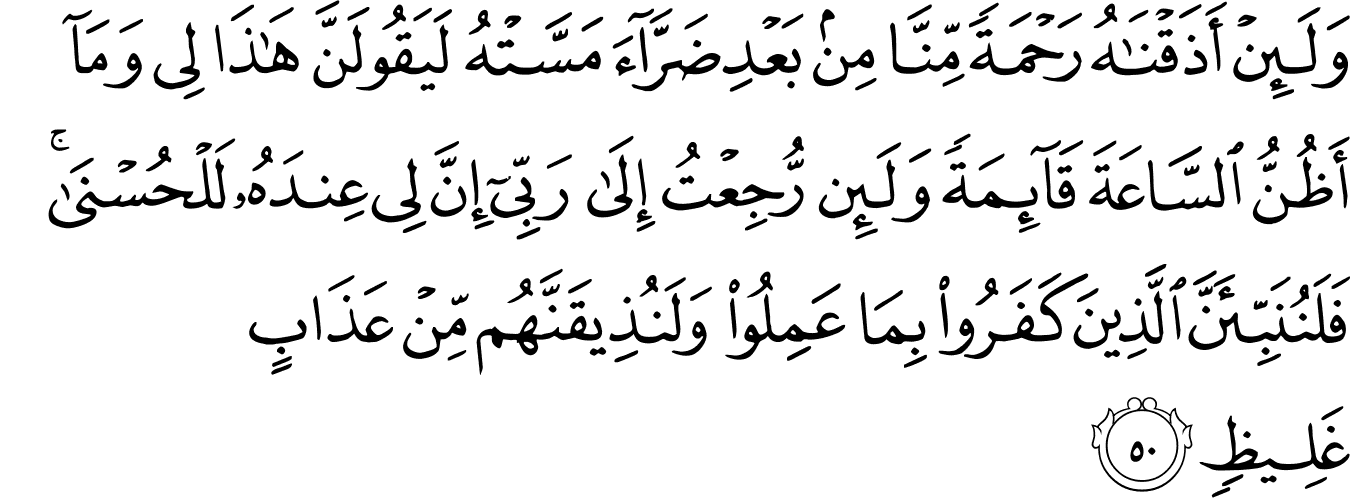 وَلَئِنْ أَذَقْنَٰهُ رَحْمَةً مِّنَّا مِنۢ بَعْدِ ضَرَّآءَ مَسَّتْهُ لَيَقُولَنَّ هَٰذَا لِى وَمَآ
أَظُنُّ ٱلسَّاعَةَ قَآئِمَةً وَلَئِن رُّجِعْتُ إِلَىٰ رَبِّىٓ إِنَّ لِى عِندَهُۥ لَلْحُسْنَىٰ ۚ
فَلَنُنَبِّئَنَّ ٱلَّذِينَ كَفَرُوا۟ بِمَا عَمِلُوا۟ وَلَنُذِيقَنَّهُم مِّنْ عَذَابٍ
غَلِيظٍ ٥٠